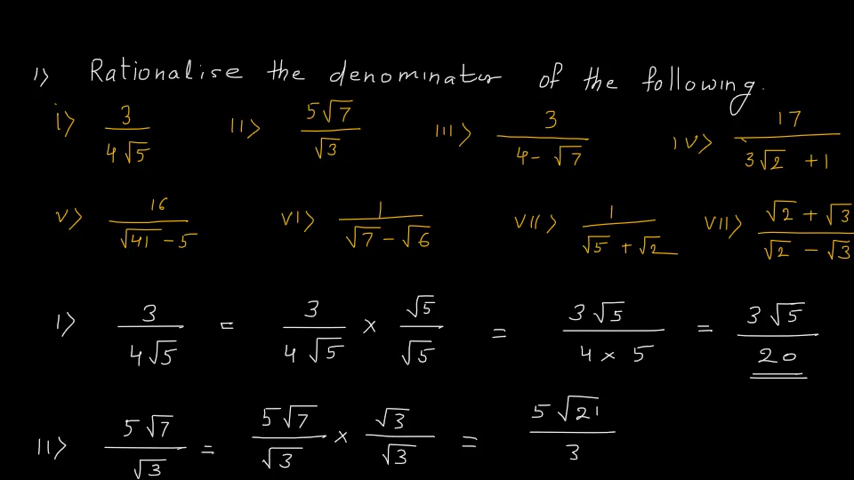 1> Rationalise the denominator of the following.
i> 3/4√5 ii> 5√7/√3 iii> 3/4-√7 iv> 17/3√2 + 1
v> 16/√41 - 5 vi> 1/√7 - √6 vii> 1/√5 + √2 vii> √2 + √3/√2 - √3
i> 3/4√5 = 3/4√5 × √5/√5 = 3√5/4 × 5 = 3√5/20
ii> 5√7/√3 = 5√7/√3 × √3/√3 = 5√21/3